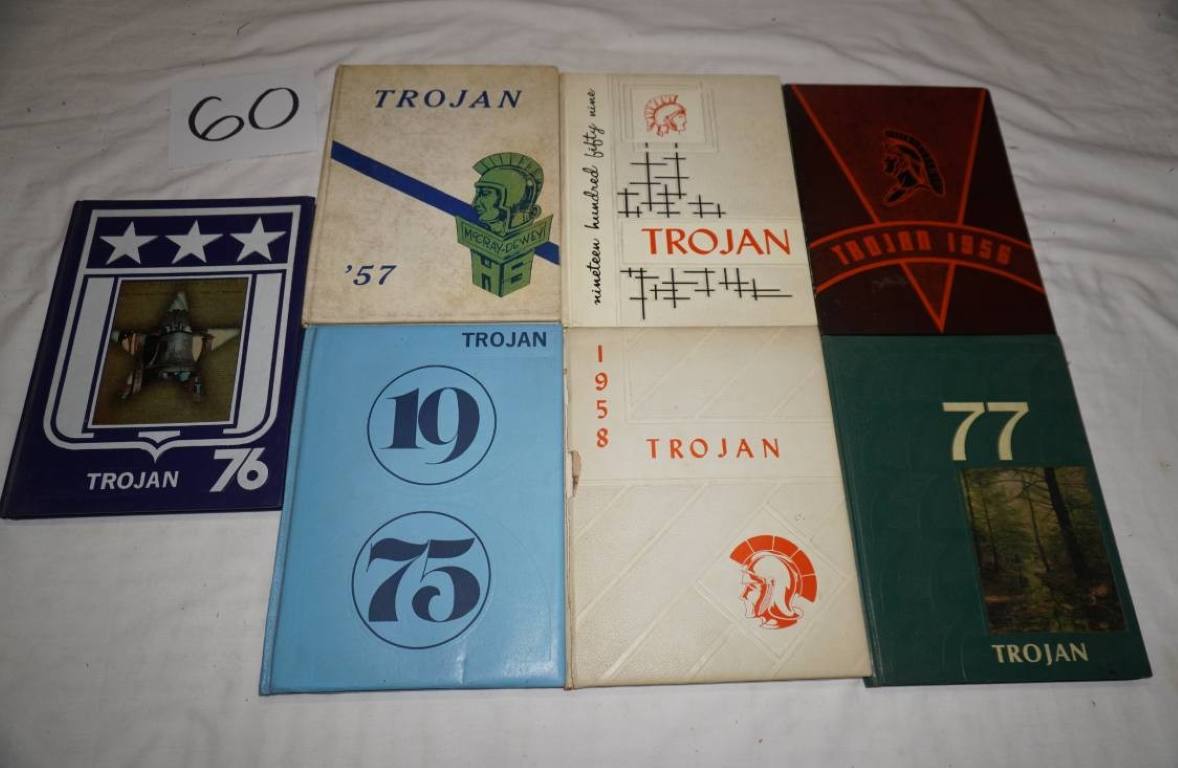 60
TROJAN
McCRAY-DEWEY
HS
'57
nineteen hundred fifty nine
TROJAN
TROJAN 1956
TROJAN 76
TROJAN
19
75
1958
TROJAN
77
TROJAN